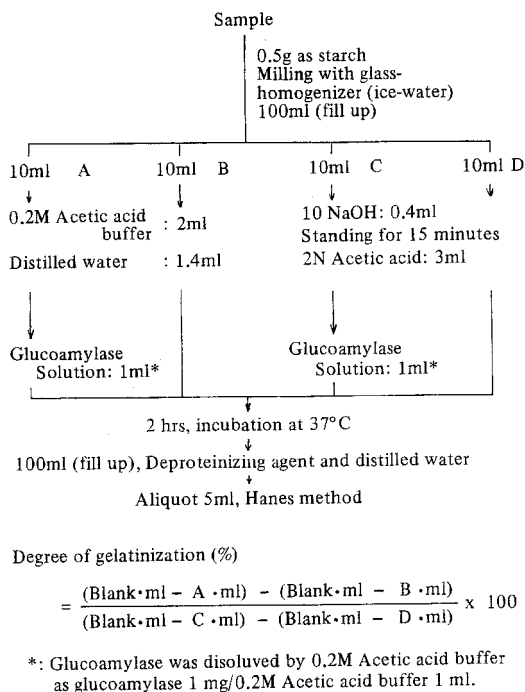 Sample
0.5g as starch
Milling with glass-
homogenizer (ice-water)
100ml (fill up)
10ml A 10ml B 10ml C 10ml D
0.2M Acetic acid
buffer : 2ml
Distilled water : 1.4ml
10 NaOH: 0.4ml
Standing for 15 minutes
2N Acetic acid: 3ml
Glucoamylase
Solution: 1ml*
Glucoamylase
Solution: 1ml*
2 hrs, incubation at 37°C
100ml (fill up), Deproteinizing agent and distilled water
Aliquot 5ml, Hanes method
Degree of gelatinization (%)
= (Blank·ml – A ·ml) – (Blank·ml – B ·ml) / (Blank·ml – C ·ml) – (Blank·ml – D ·ml) x 100
*: Glucoamylase was disoluved by 0.2M Acetic acid buffer
as glucoamylase 1 mg/0.2M Acetic acid buffer 1 ml.